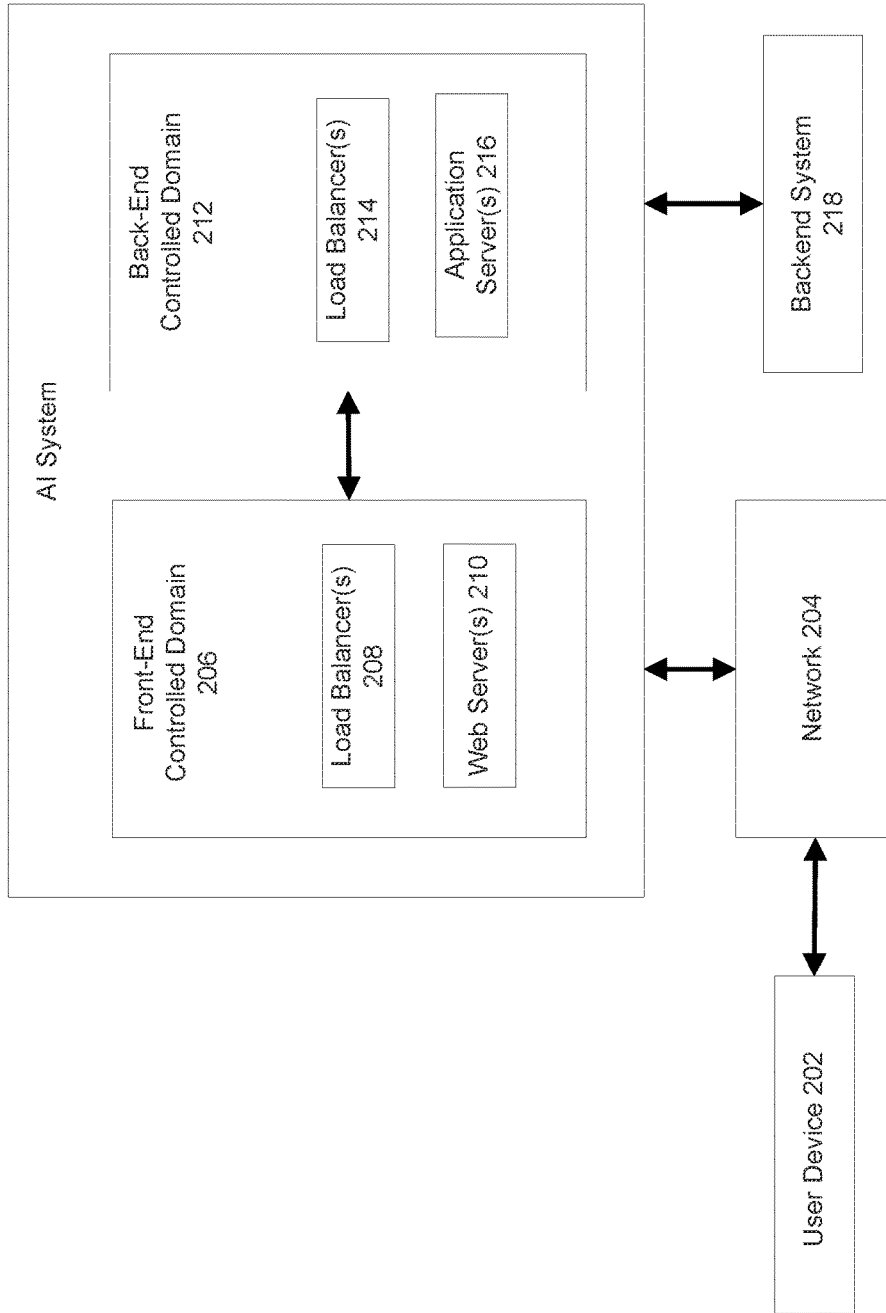 AI System
Front-End
Controlled Domain
206
Load Balancer(s)
208
Web Server(s) 210
Back-End
Controlled Domain
212
Load Balancer(s)
214
Application
Server(s) 216
User Device 202
Network 204
Backend System
218